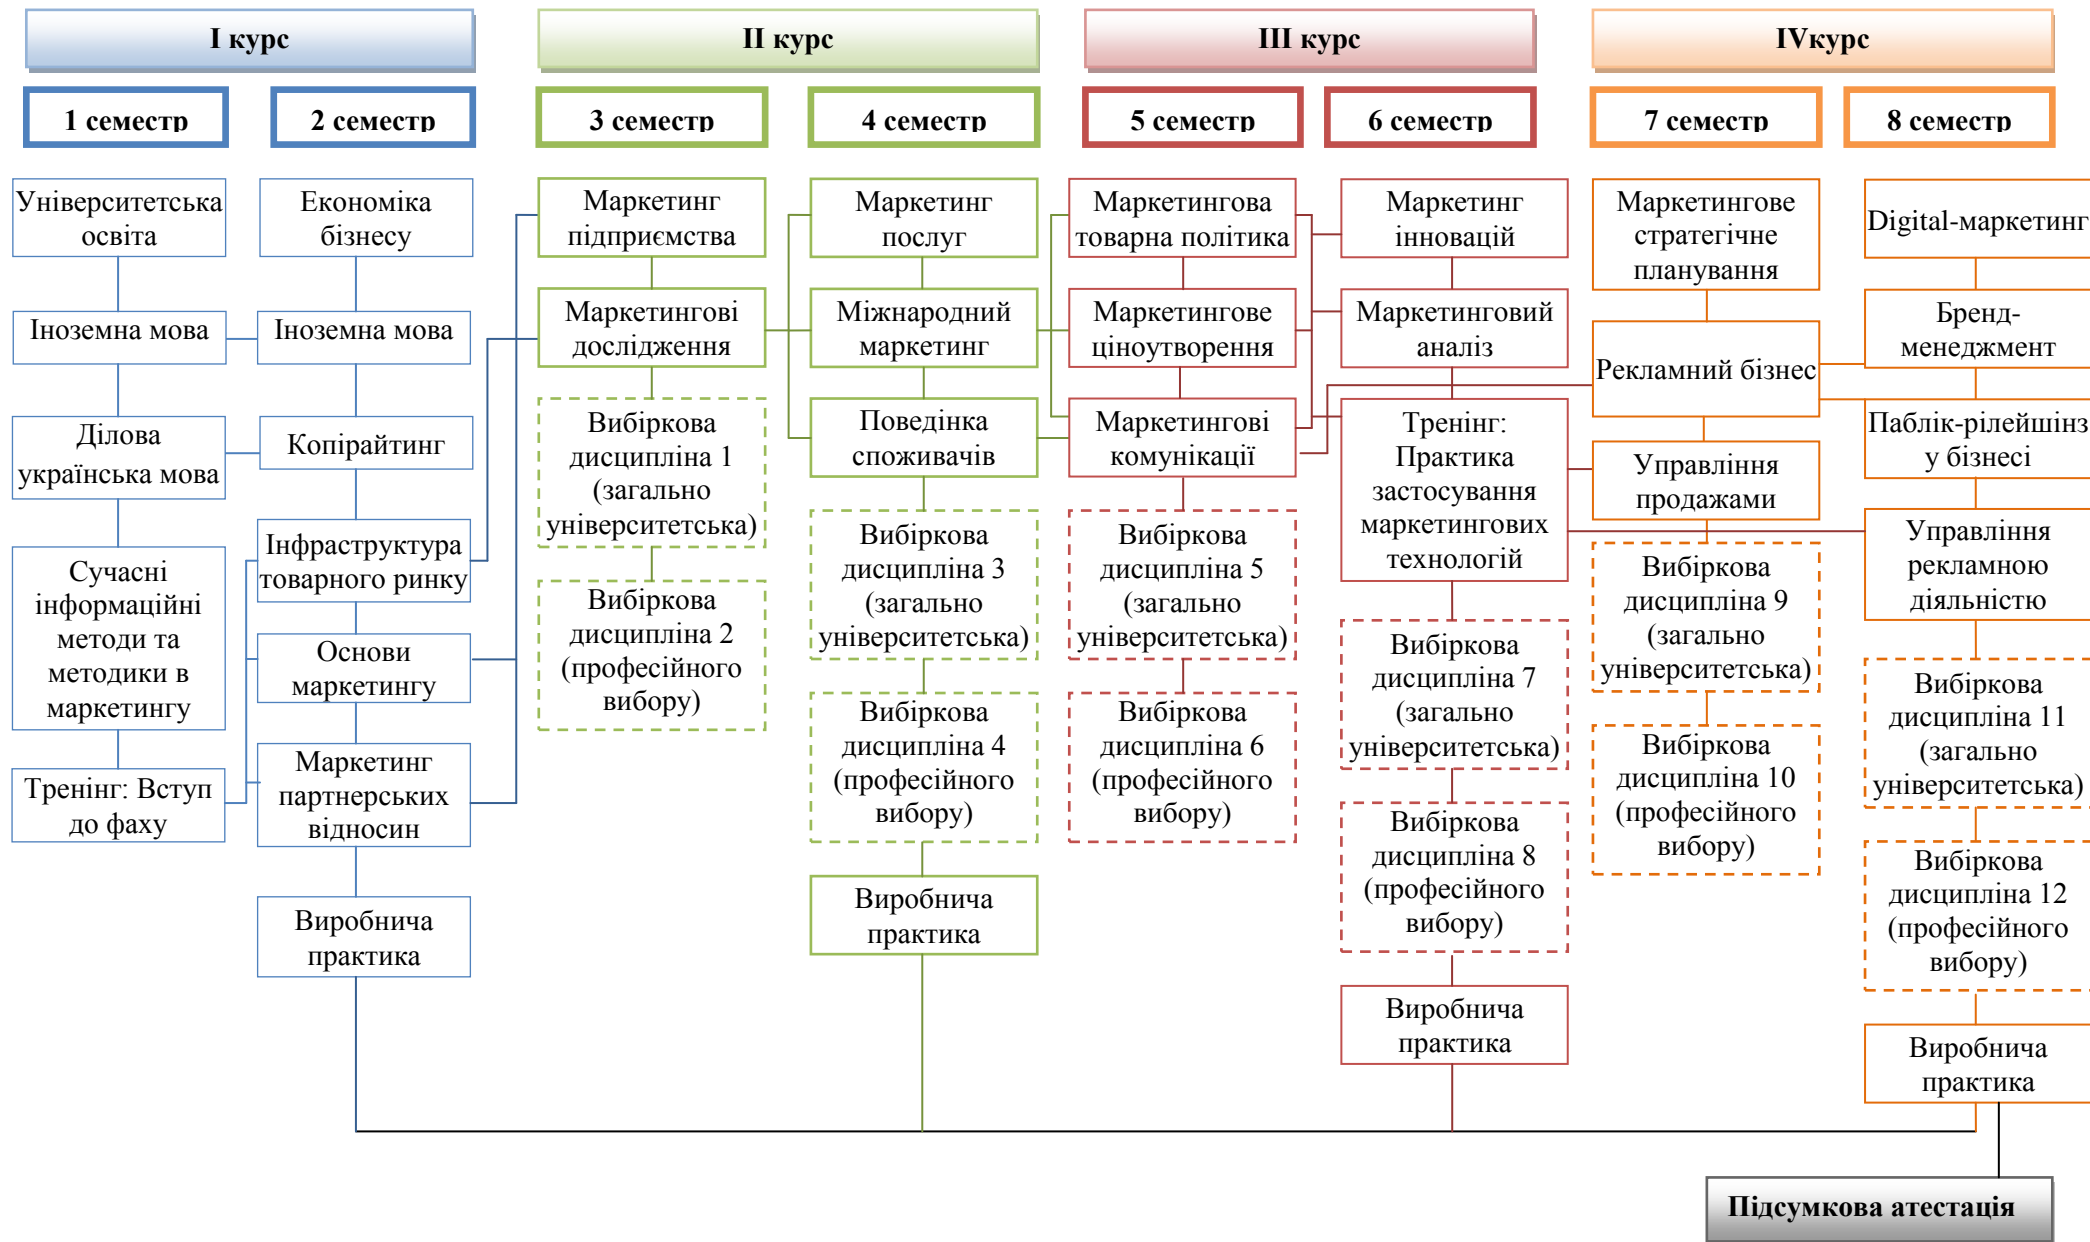 І курс
ІІ курс
ІІІ курс
IVкурс
1 семестр
2 семестр
3 семестр
4 семестр
5 семестр
6 семестр
7 семестр
8 семестр
Університетська
освіта
Іноземна мова
Ділова
українська мова
Сучасні
інформаційні
методи та
методики в
маркетингу
Тренінг: Вступ
до фаху
Економіка
бізнесу
Іноземна мова
Копірайтинг
Інфраструктура
товарного ринку
Основи
маркетингу
Маркетинг
партнерських
відносин
Виробнича
практика
Маркетинг
підприємства
Маркетингові
дослідження
Вибіркова
дисципліна 1
(загально
університетська)
Вибіркова
дисципліна 2
(професійного
вибору)
Маркетинг
послуг
Міжнародний
маркетинг
Поведінка
споживачів
Вибіркова
дисципліна 3
(загально
університетська)
Вибіркова
дисципліна 4
(професійного
вибору)
Виробнича
практика
Маркетингова
товарна політика
Маркетингове
ціноутворення
Маркетингові
комунікації
Вибіркова
дисципліна 5
(загально
університетська)
Вибіркова
дисципліна 6
(професійного
вибору)
Маркетинг
інновацій
Маркетинговий
аналіз
Тренінг:
Практика
застосування
маркетингових
технологій
Вибіркова
дисципліна 7
(загально
університетська)
Вибіркова
дисципліна 8
(професійного
вибору)
Виробнича
практика
Маркетингове
стратегічне
планування
Рекламний бізнес
Управління
продажами
Вибіркова
дисципліна 9
(загально
університетська)
Вибіркова
дисципліна 10
(професійного
вибору)
Digital-маркетинг
Бренд-
менеджмент
Паблік-рілейшінз
у бізнесі
Управління
рекламною
діяльністю
Вибіркова
дисципліна 11
(загально
університетська)
Вибіркова
дисципліна 12
(професійного
вибору)
Виробнича
практика
Підсумкова атестація